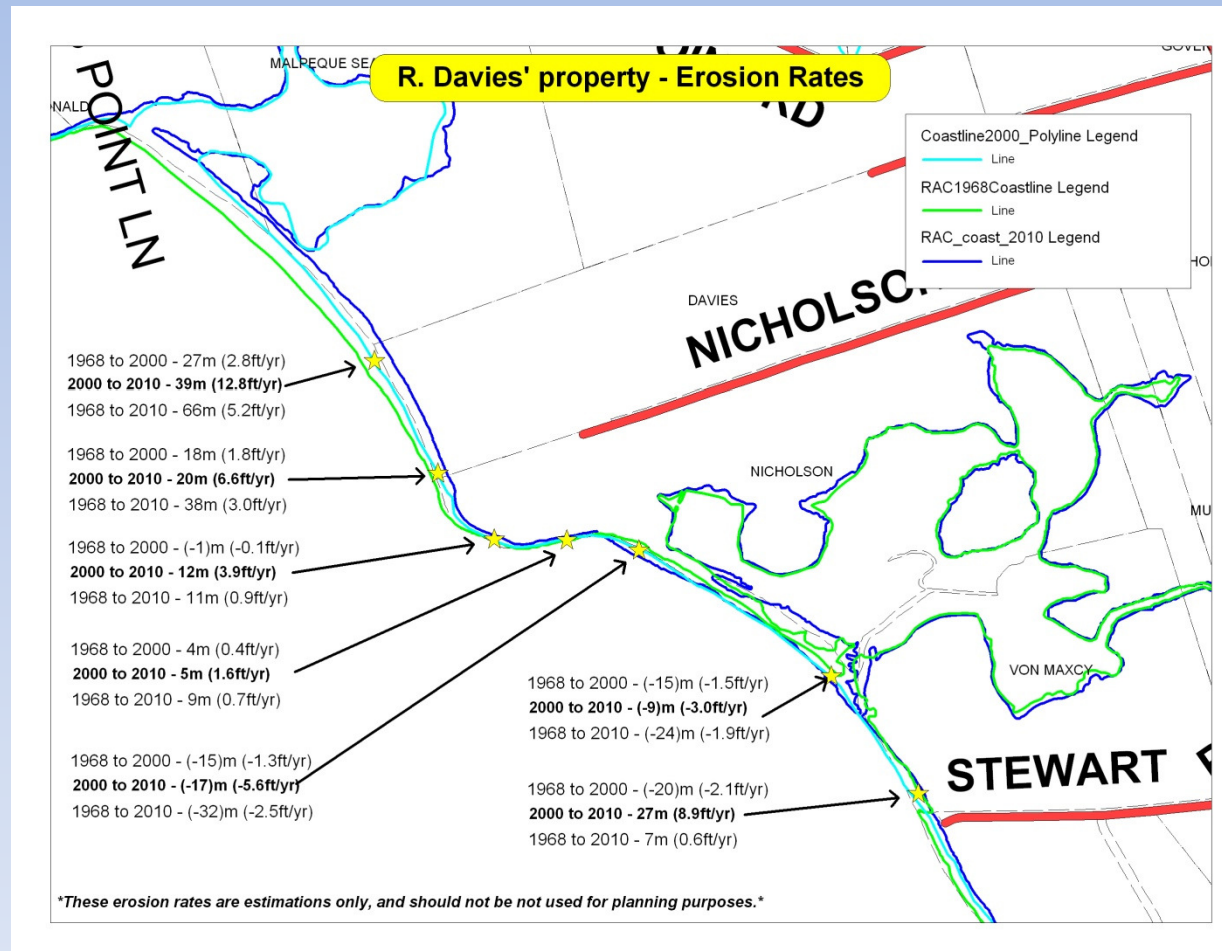 MALPEQUE SEA
GOVER
R. Davies' property - Erosion Rates
POINT LN
RD
ONALD
Coastline2000_Polyline Legend
Line
RAC1968Coastline Legend
Line
RAC_coast_2010 Legend
Line
HO
DAVIES
NICHOLSON
1968 to 2000 - 27m (2.8ft/yr)
2000 to 2010 - 39m (12.8ft/yr)
1968 to 2010 - 66m (5.2ft/yr)
1968 to 2000 - 18m (1.8ft/yr)
2000 to 2010 - 20m (6.6ft/yr)
1968 to 2010 - 38m (3.0ft/yr)
NICHOLSON
MU
1968 to 2000 - (-1)m (-0.1ft/yr)
2000 to 2010 - 12m (3.9ft/yr)
1968 to 2010 - 11m (0.9ft/yr)
1968 to 2000 - 4m (0.4ft/yr)
2000 to 2010 - 5m (1.6ft/yr)
1968 to 2010 - 9m (0.7ft/yr)
VON MAXCY
1968 to 2000 - (-15)m (-1.5ft/yr)
2000 to 2010 - (-9)m (-3.0ft/yr)
1968 to 2010 - (-24)m (-1.9ft/yr)
1968 to 2000 - (-15)m (-1.3ft/yr)
2000 to 2010 - (-17)m (-5.6ft/yr)
1968 to 2010 - (-32)m (-2.5ft/yr)
STEWART
1968 to 2000 - (-20)m (-2.1ft/yr)
2000 to 2010 - 27m (8.9ft/yr)
1968 to 2010 - 7m (0.6ft/yr)
*These erosion rates are estimations only, and should not be not used for planning purposes.*